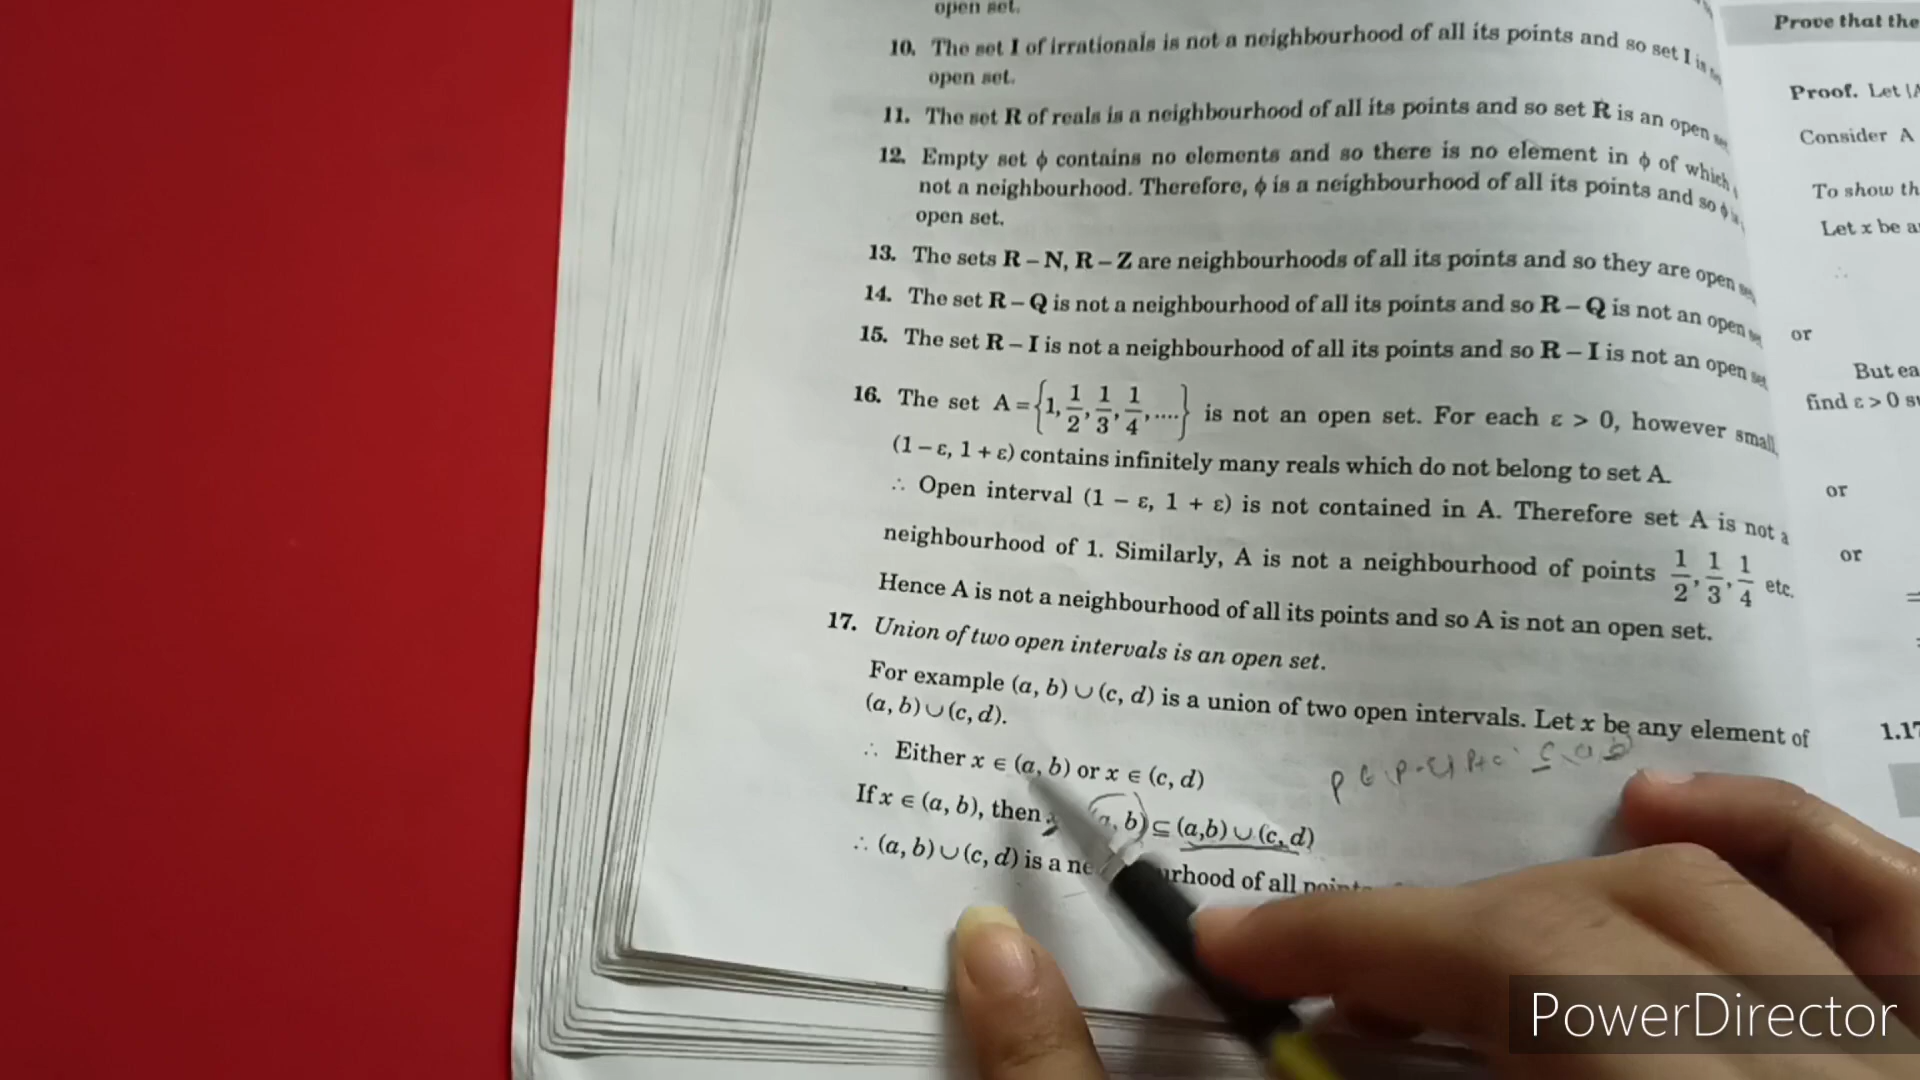 open set.
10. The set I of irrationals is not a neighbourhood of all its points and so set I is
open set.
11. The set R of reals is a neighbourhood of all its points and so set R is an open
12. Empty set ϕ contains no elements and so there is no element in ϕ of which
not a neighbourhood. Therefore, ϕ is a neighbourhood of all its points and so ϕ
open set.
13. The sets R – N, R – Z are neighbourhoods of all its points and so they are open
14. The set R – Q is not a neighbourhood of all its points and so R – Q is not an open
15. The set R – I is not a neighbourhood of all its points and so R – I is not an open
16. The set A = {1, 1/2, 1/3, 1/4, ....} is not an open set. For each ε > 0, however small,
(1 – ε, 1 + ε) contains infinitely many reals which do not belong to set A.
∴ Open interval (1 – ε, 1 + ε) is not contained in A. Therefore set A is not a
neighbourhood of 1. Similarly, A is not a neighbourhood of points 1/2, 1/3, 1/4 etc.
Hence A is not a neighbourhood of all its points and so A is not an open set.
17. Union of two open intervals is an open set.
For example (a, b) ∪ (c, d) is a union of two open intervals. Let x be any element of
(a, b) ∪ (c, d).
∴ Either x ∈ (a, b) or x ∈ (c, d)
If x ∈ (a, b), then (a, b) ⊆ (a,b) ∪ (c, d)
∴ (a, b) ∪ (c, d) is a of all
Prove that the
Proof. Let
Consider A
To show
Let x be
∴
or
But
find ε > 0
or
or
1.17
PowerDirector